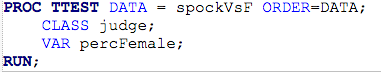 PROC TTEST DATA = spockVsF ORDER=DATA;
CLASS judge;
VAR percFemale;
RUN;